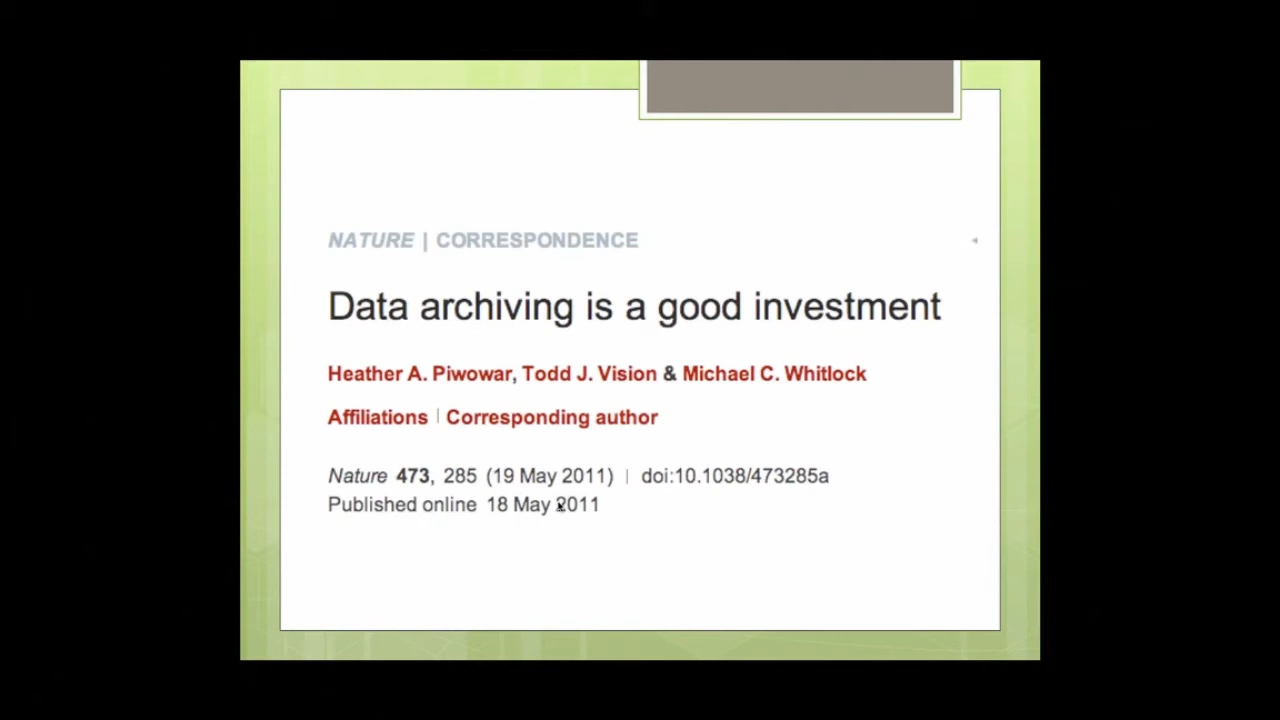 NATURE | CORRESPONDENCE
Data archiving is a good investment
Heather A. Piwowar, Todd J. Vision & Michael C. Whitlock
Affiliations | Corresponding author
Nature 473, 285 (19 May 2011) | doi:10.1038/473285a
Published online 18 May 2011